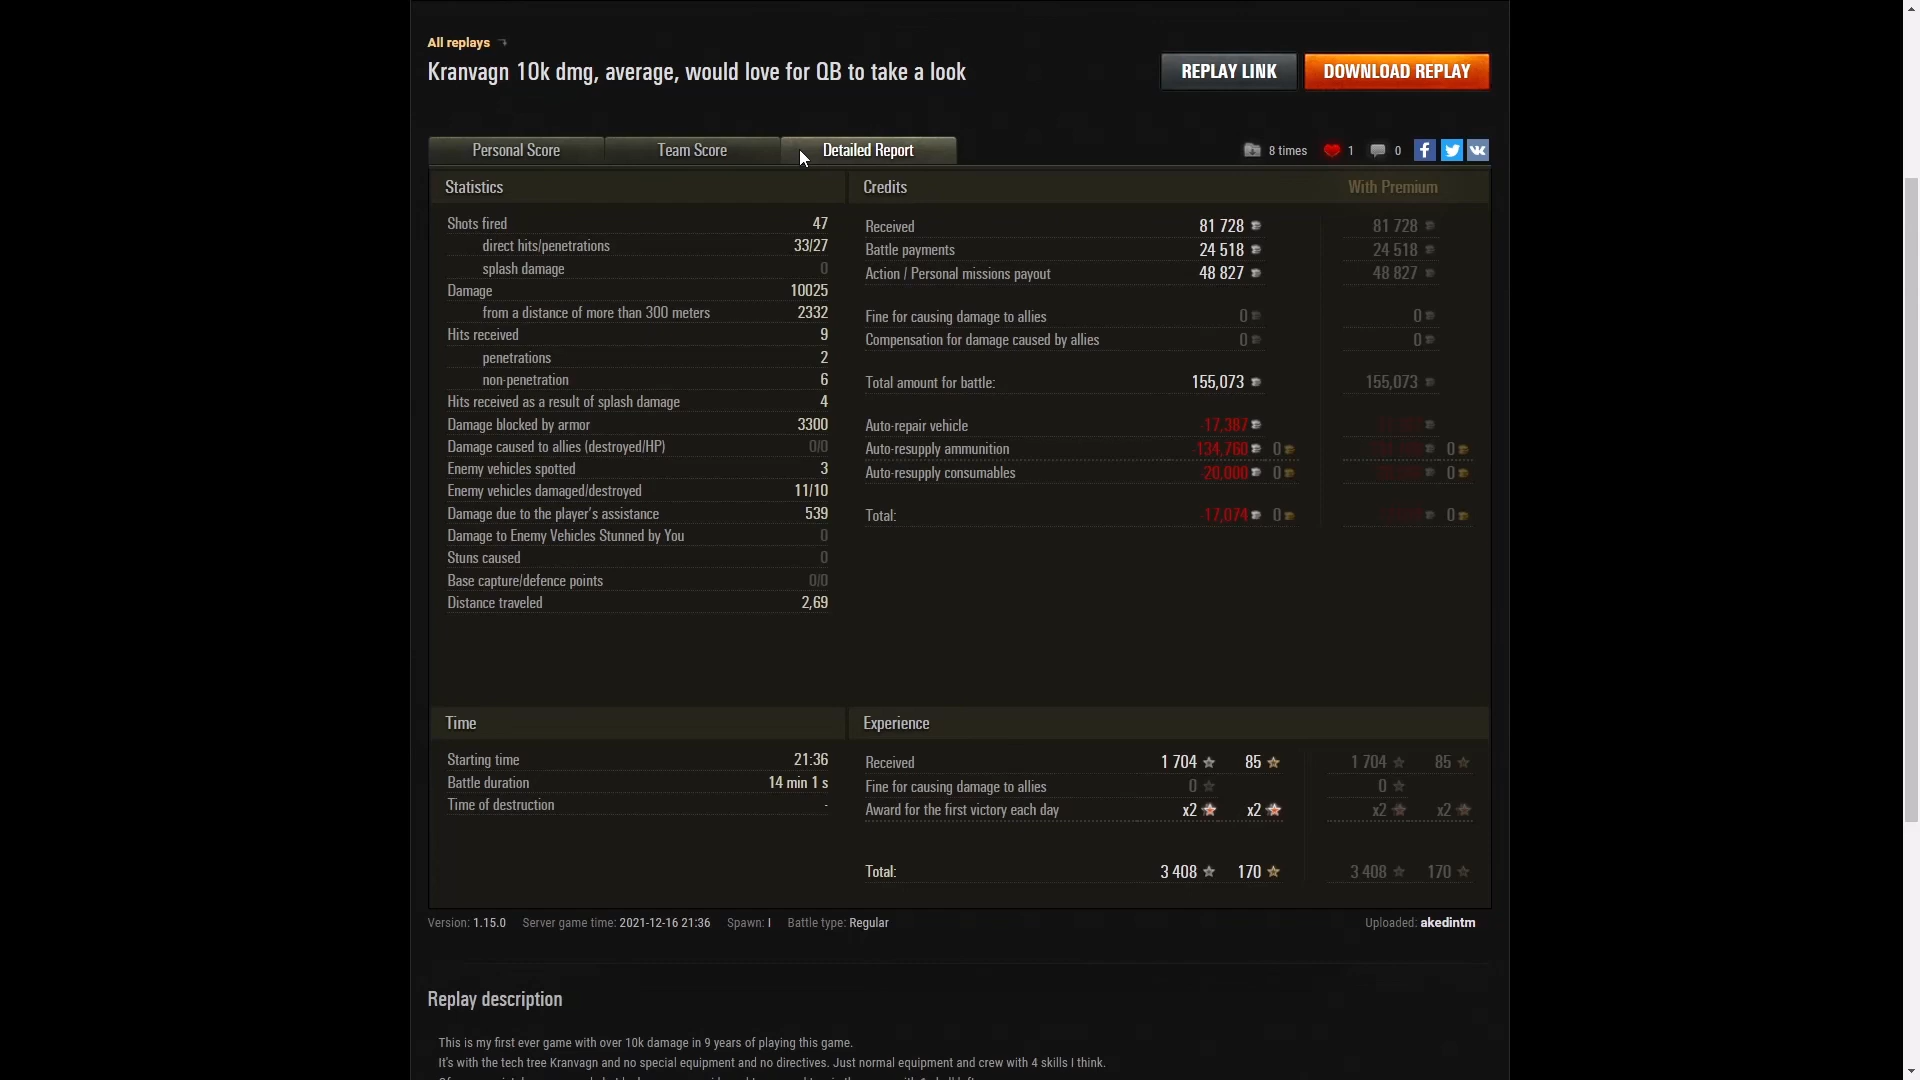 All replays
Kranvagn 10k dmg, average, would love for QB to take a look
REPLAY LINK
DOWNLOAD REPLAY
Personal Score
Team Score
Detailed Report
8 times
1
0
Statistics
Shots fired 47
direct hits/penetrations 33/27
splash damage 0
Damage 10025
from a distance of more than 300 meters 2332
Hits received 9
penetrations 2
non-penetration 6
Hits received as a result of splash damage 4
Damage blocked by armor 3300
Damage caused to allies (destroyed/HP) 0/0
Enemy vehicles spotted 3
Enemy vehicles damaged/destroyed 11/10
Damage due to the player's assistance 539
Damage to Enemy Vehicles Stunned by You 0
Stuns caused 0
Base capture/defence points 0/0
Distance traveled 2,69
Credits With Premium
Received 81 728 81 728
Battle payments 24 518 24 518
Action / Personal missions payout 48 827 48 827
Fine for causing damage to allies 0 0
Compensation for damage caused by allies 0 0
Total amount for battle: 155,073 155,073
Auto-repair vehicle -17,387
Auto-resupply ammunition -134,760 0 0
Auto-resupply consumables -20,000 0 0
Total: -17,074 0 0
Time
Starting time 21:36
Battle duration 14 min 1 s
Time of destruction -
Experience
Received 1 704 85 1 704 85
Fine for causing damage to allies 0 0
Award for the first victory each day x2 x2 x2 x2
Total: 3 408 170 3 408 170
Version: 1.15.0 Server game time: 2021-12-16 21:36 Spawn: I Battle type: Regular Uploaded: akedintm
Replay description
This is my first ever game with over 10k damage in 9 years of playing this game.
It's with the tech tree Kranvagn and no special equipment and no directives. Just normal equipment and crew with 4 skills I think.